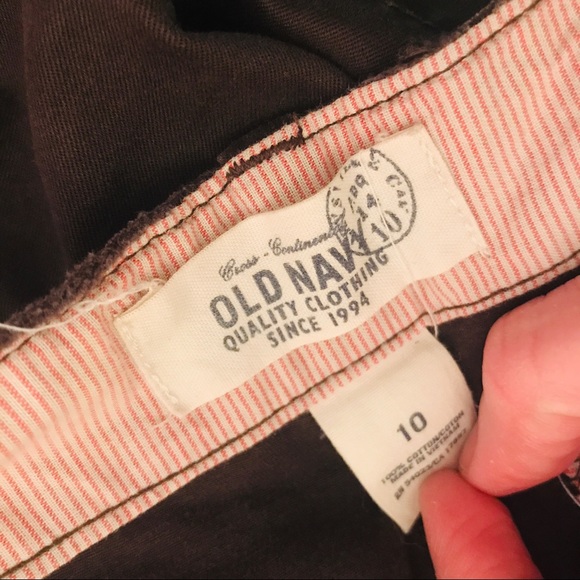 Cross - Continental
OLD NAVY
QUALITY CLOTHING
SINCE 1994
10
10
100% COTTON/COTON
MADE IN VIETNAM